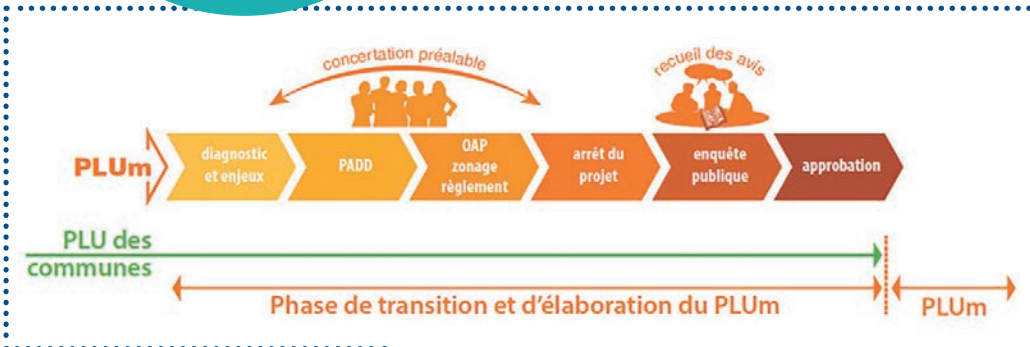 concertation préalable
recueil des avis
PLUm
diagnostic
et enjeux
PADD
OAP
zonage
règlement
arrêt du
projet
enquête
publique
approbation
PLU des
communes
Phase de transition et d'élaboration du PLUm
PLUm